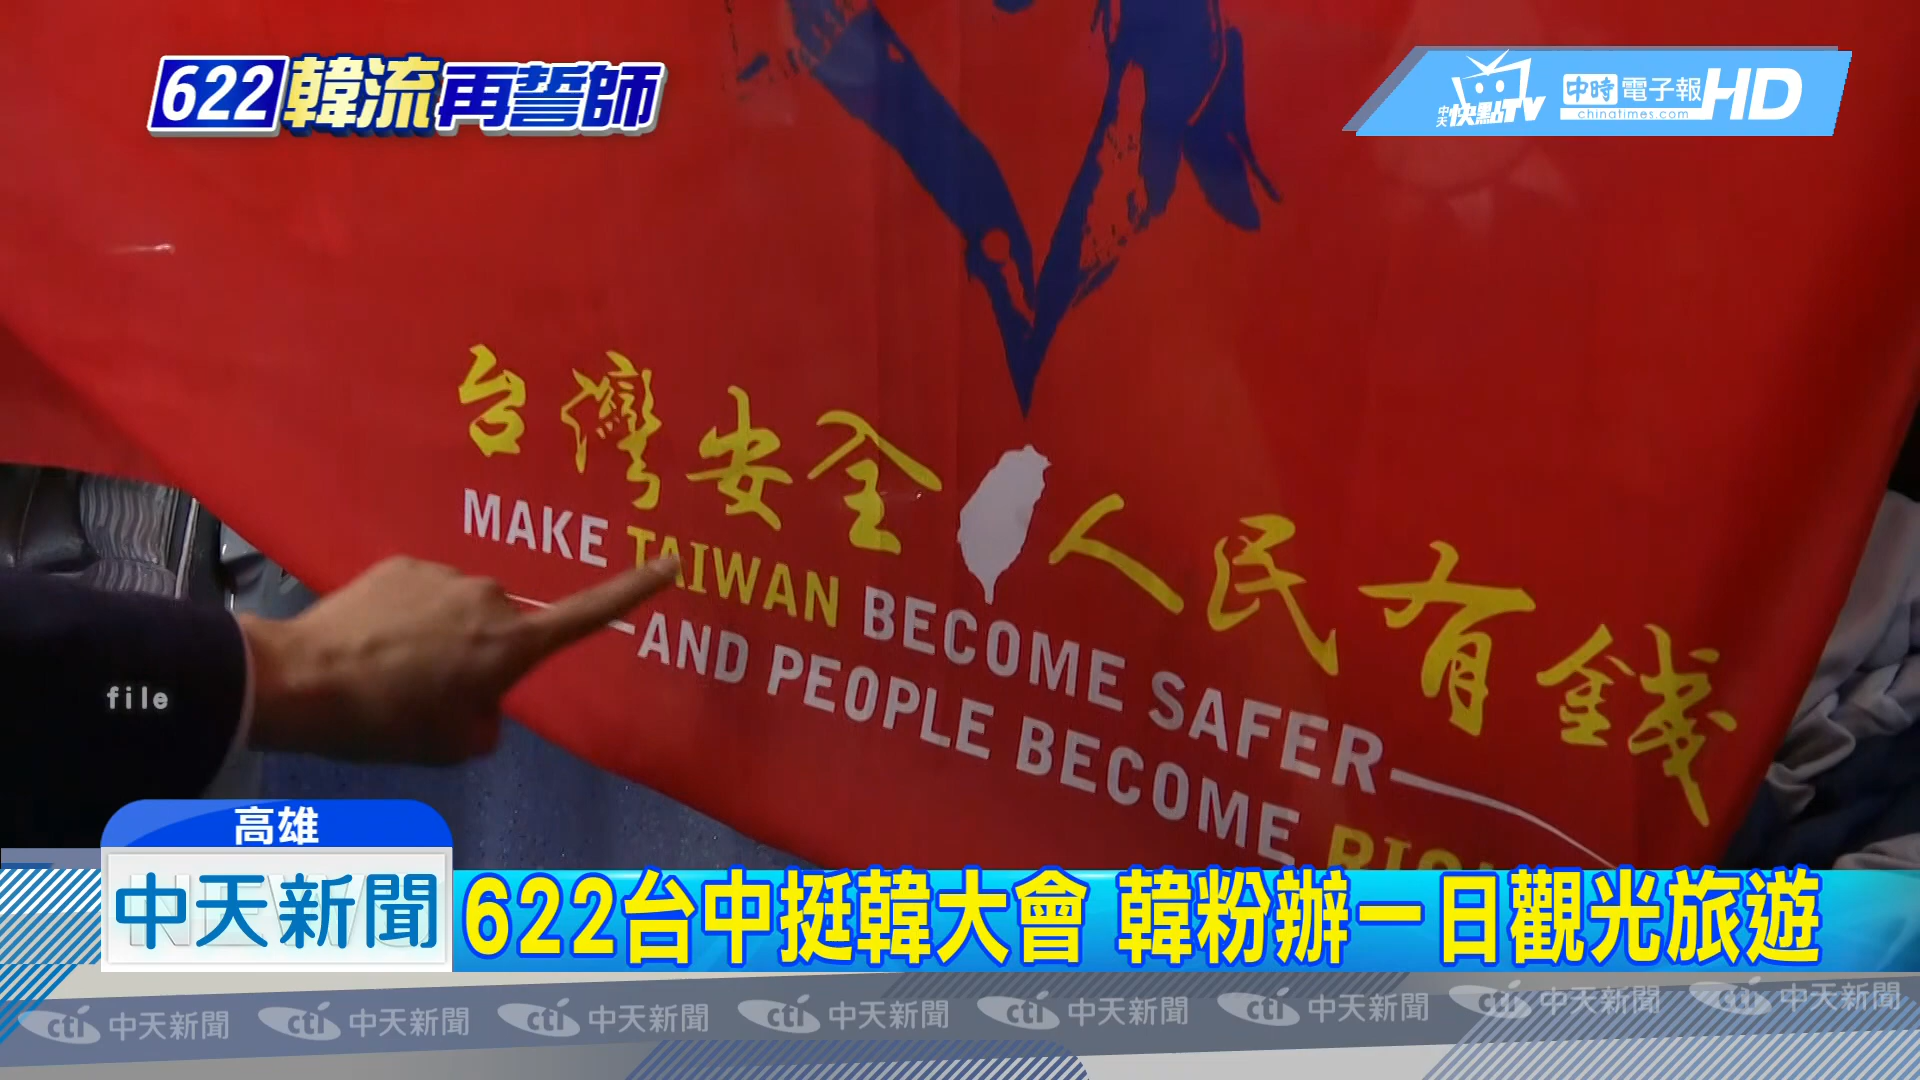 622韓流再誓師
中天快點TV
中時電子報HD
chinatimes.com
台灣安全 人民有錢
MAKE TAIWAN BECOME SAFER
AND PEOPLE BECOME
file
高雄
中天新聞
622台中挺韓大會 韓粉辦一日觀光旅遊
cti 中天新聞 cti 中天新聞 cti 中天新聞 cti 中天新聞 cti 中天新聞 cti 中天新聞 cti 中天新聞 cti 中天新聞